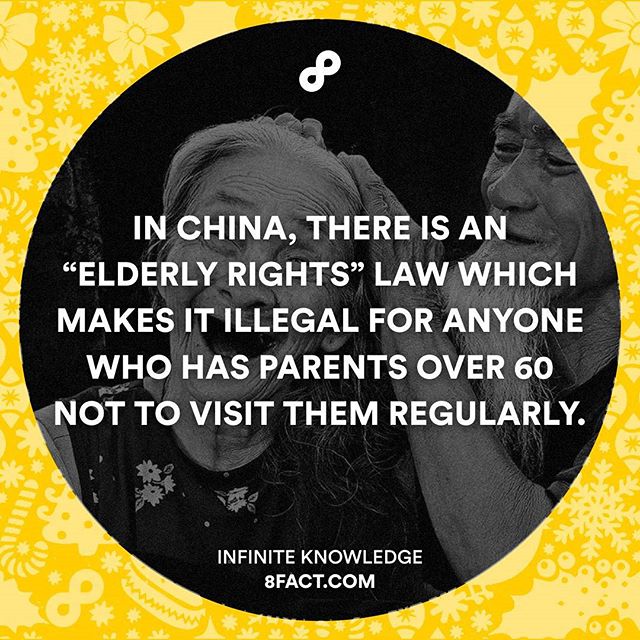 IN CHINA, THERE IS AN
“ELDERLY RIGHTS” LAW WHICH
MAKES IT ILLEGAL FOR ANYONE
WHO HAS PARENTS OVER 60
NOT TO VISIT THEM REGULARLY.
INFINITE KNOWLEDGE
8FACT.COM